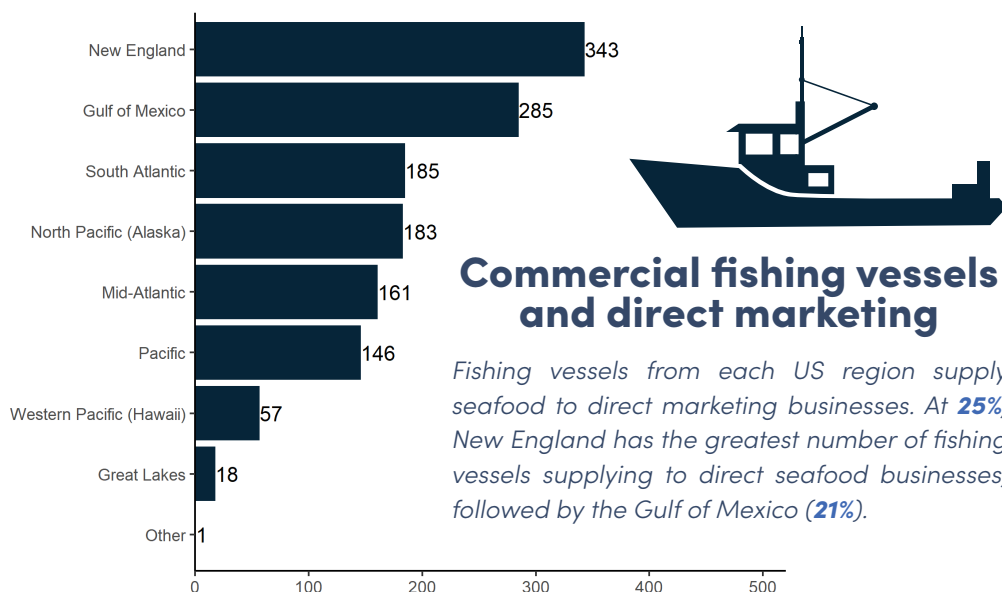 New England 343
Gulf of Mexico 285
South Atlantic 185
North Pacific (Alaska) 183
Mid-Atlantic 161
Pacific 146
Western Pacific (Hawaii) 57
Great Lakes 18
Other 1
0 100 200 300 400 500
Commercial fishing vessels
and direct marketing
Fishing vessels from each US region supply
seafood to direct marketing businesses. At 25%,
New England has the greatest number of fishing
vessels supplying to direct seafood businesses,
followed by the Gulf of Mexico (21%).